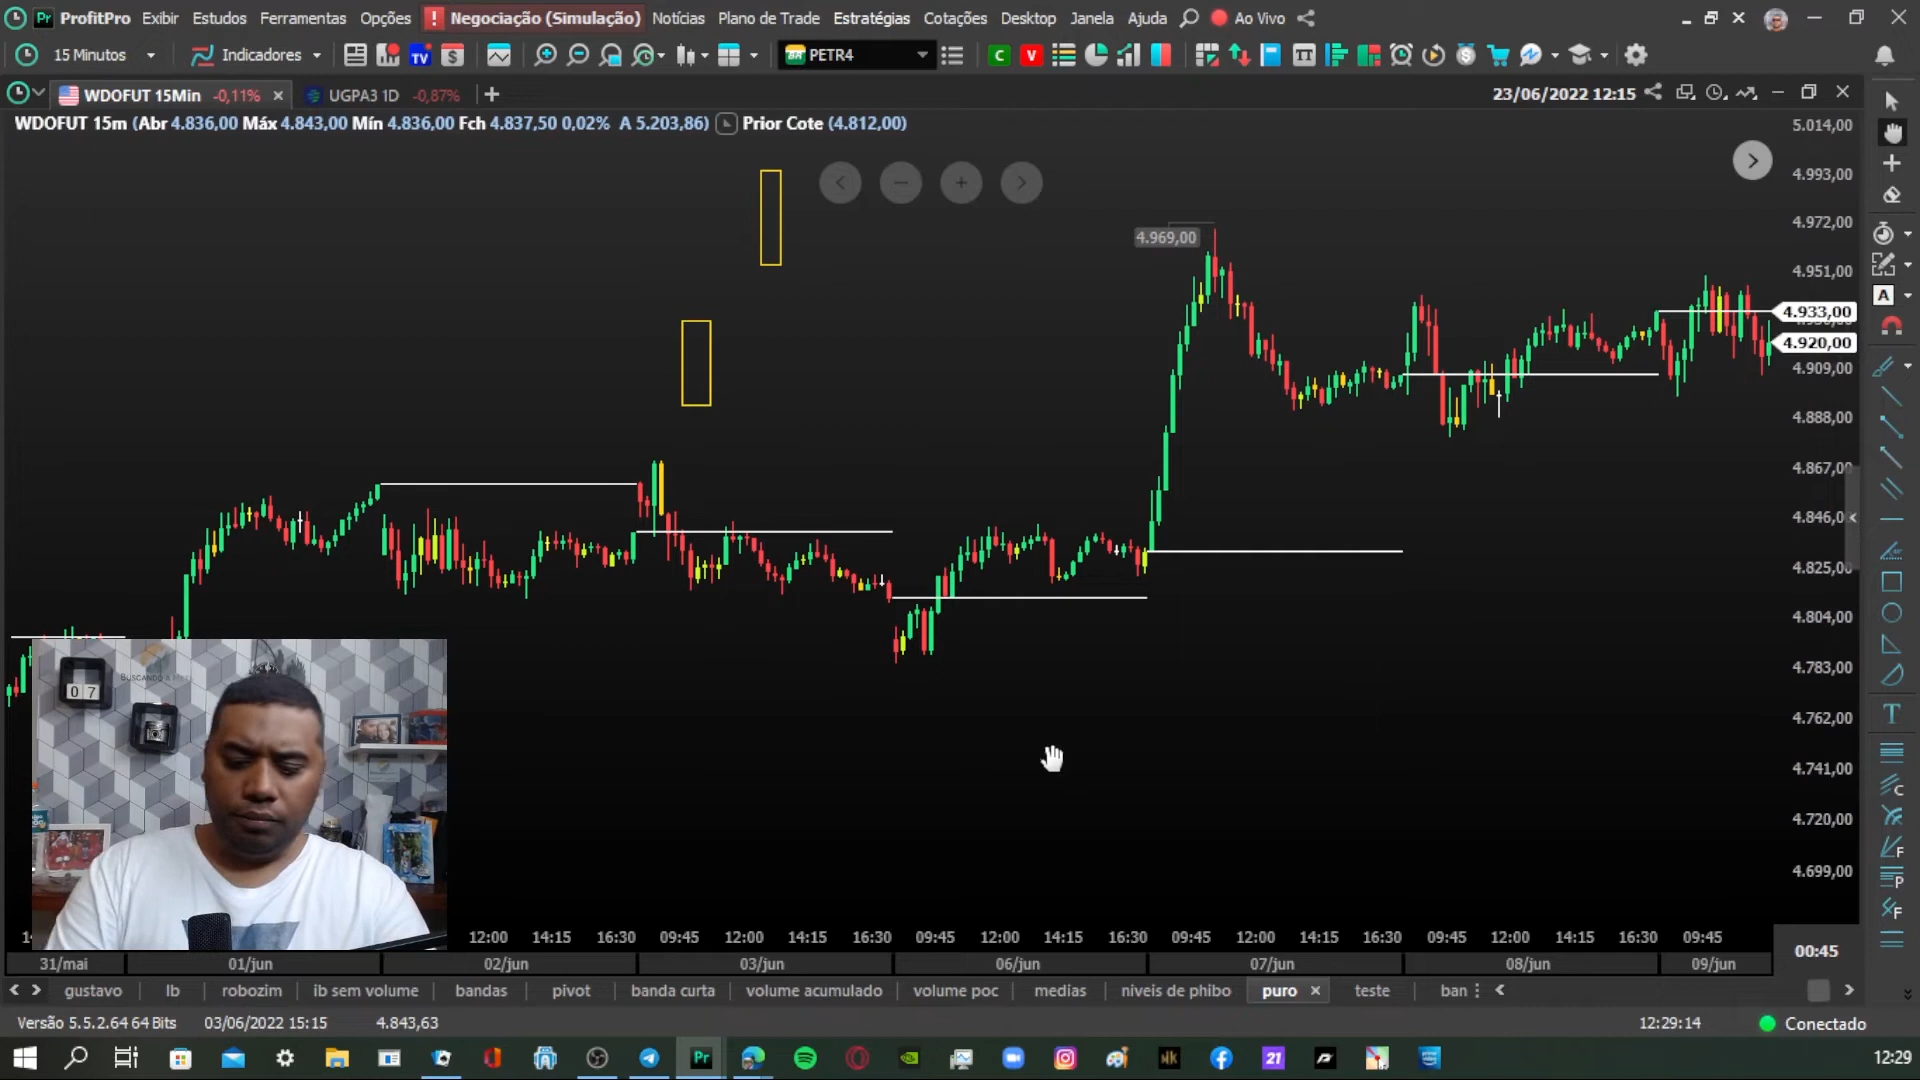 Pr ProfitPro Exibir Estudos Ferramentas Opções ! Negociação (Simulação) Notícias Plano de Trade Estratégias Cotações Desktop Janela Ajuda Ao Vivo
15 Minutos Indicadores TV $ PETR4 C V TT
WDOFUT 15Min -0,11% UGPA3 1D -0,87% 23/06/2022 12:15
WDOFUT 15m (Abr 4.836,00 Máx 4.843,00 Mín 4.836,00 Fch 4.837,50 0,02% A 5.203,86) Prior Cote (4.812,00)
5.014,00
4.993,00
4.972,00
4.969,00
4.951,00
4.933,00
4.920,00
4.909,00
4.888,00
4.867,00
4.846,00
4.825,00
4.804,00
4.783,00
4.762,00
4.741,00
4.720,00
4.699,00
A
T
C
F
P
F
0 7
12:00 14:15 16:30 09:45 12:00 14:15 16:30 09:45 12:00 14:15 16:30 09:45 12:00 14:15 16:30 09:45 12:00 14:15 16:30 09:45
00:45
31/mai 01/jun 02/jun 03/jun 06/jun 07/jun 08/jun 09/jun
gustavo lb robozim ib sem volume bandas pivot banda curta volume acumulado volume poc medias niveis de phibo puro teste ban
Versão 5.5.2.64 64 Bits 03/06/2022 15:15 4.843,63 12:29:14 Conectado
Pr 21 12:29